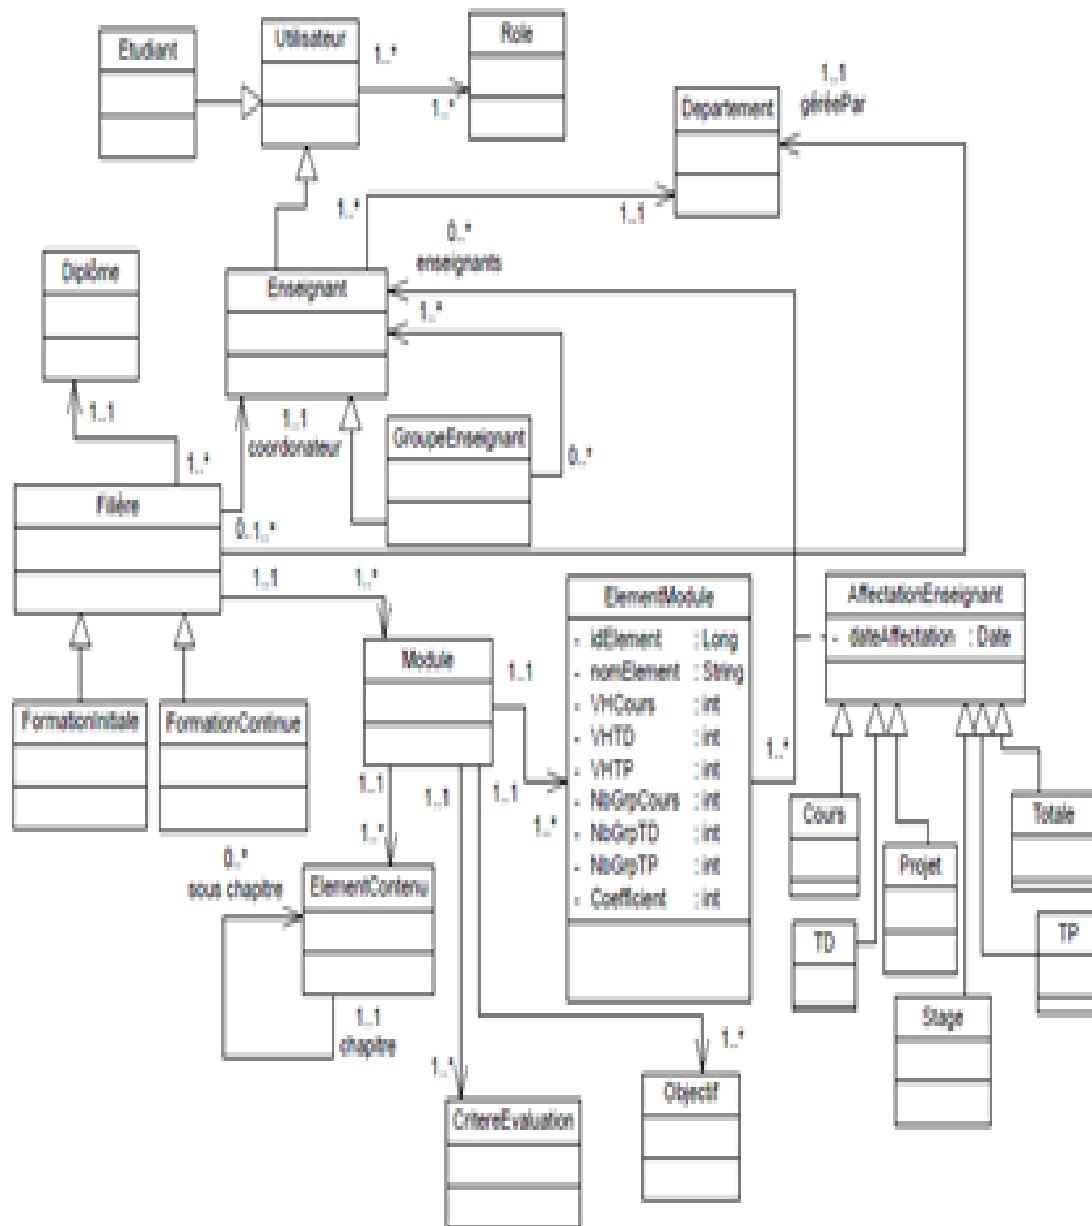 Etudiant
Utilisateur
Role
1..*
1..*
Departement
1..1
géréePar
1..*
1..1
0..*
enseignants
Diplôme
Enseignant
1..*
1..1
1..1
coordonateur
GroupeEnseignant
0..*
1..*
Filière
0..
1..*
1..1
1..*
ElementModule
- idElement : Long
- nomElement : String
- VHCours : int
- VHTD : int
- VHTP : int
- NbGrpCours : int
- NbGrpTD : int
- NbGrpTP : int
- Coefficient : int
AffectationEnseignant
- dateAffectation : Date
Module
1..1
FormationInitiale
FormationContinue
1..*
1..1
1..1
1..1
1..*
Cours
Totale
1..*
0..*
sous chapitre
ElementContenu
Projet
TD
TP
1..1
chapitre
Stage
1..*
1..*
CritereEvaluation
Objectif